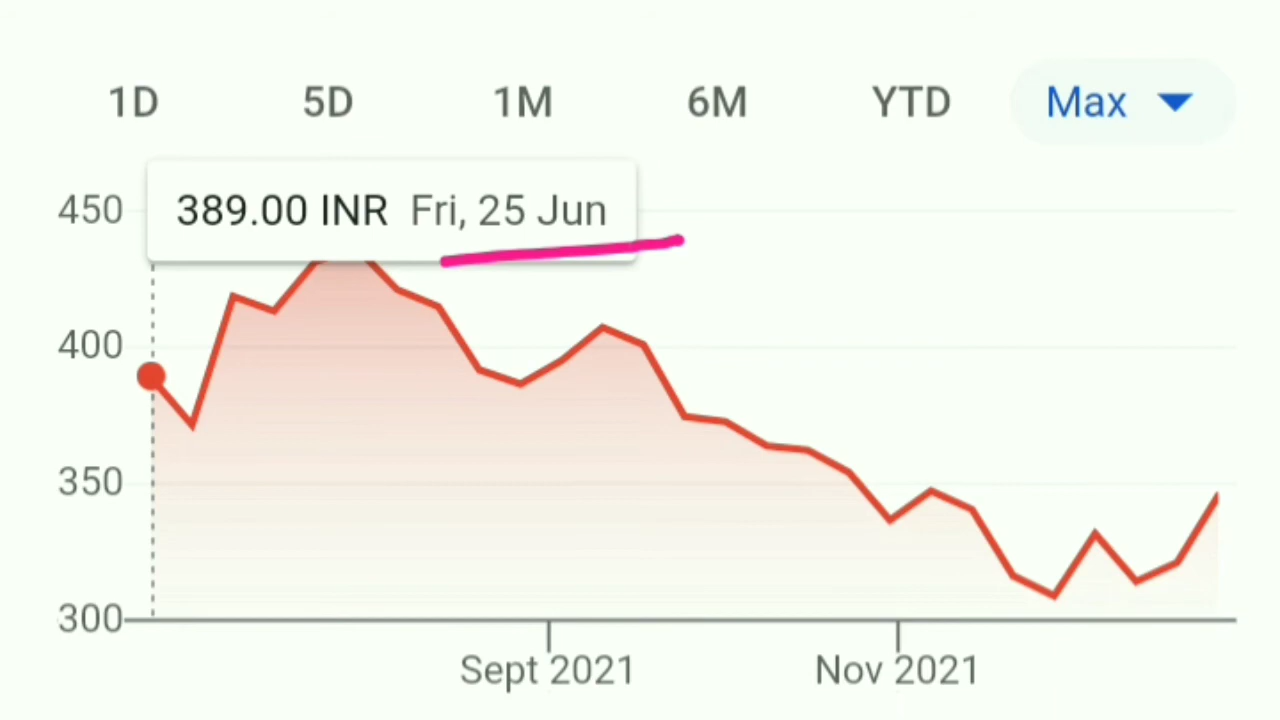 1D 5D 1M 6M YTD Max
389.00 INR Fri, 25 Jun
450
400
350
300
Sept 2021 Nov 2021